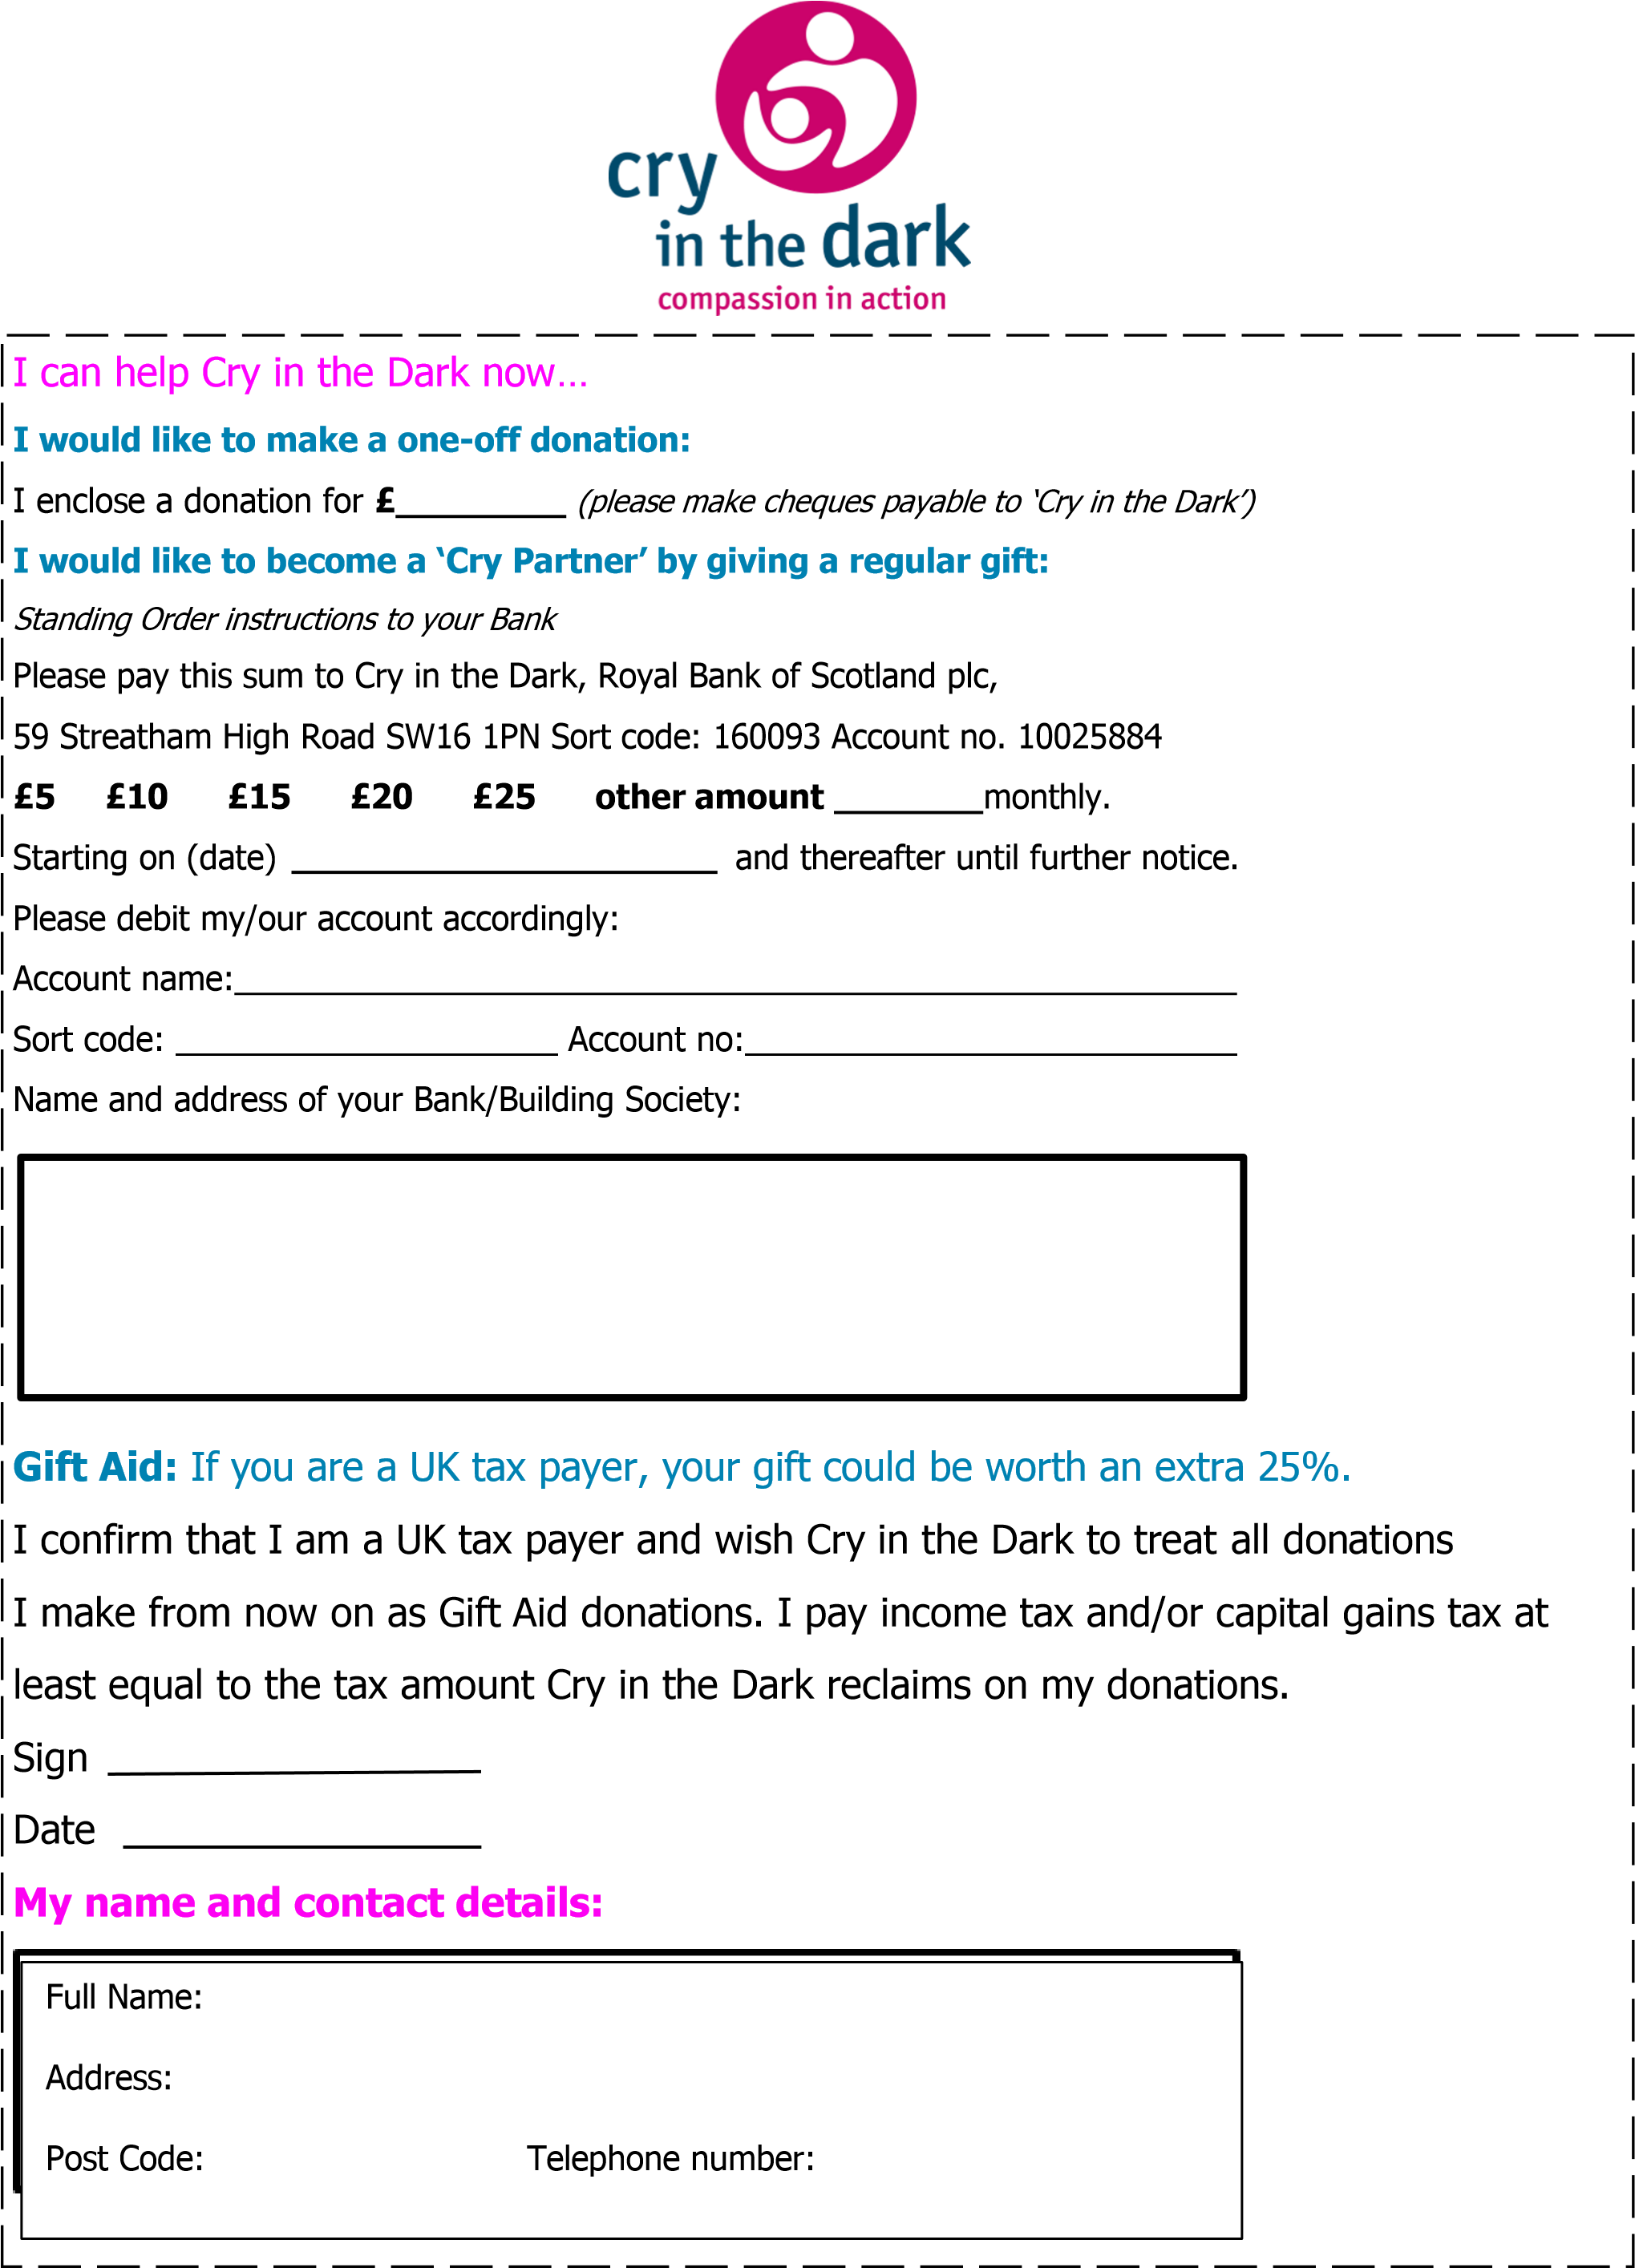 cry
in the dark
compassion in action
I can help Cry in the Dark now...
I would like to make a one-off donation:
I enclose a donation for £_________ (please make cheques payable to ‘Cry in the Dark’)
I would like to become a ‘Cry Partner’ by giving a regular gift:
Standing Order instructions to your Bank
Please pay this sum to Cry in the Dark, Royal Bank of Scotland plc,
59 Streatham High Road SW16 1PN Sort code: 160093 Account no. 10025884
£5 £10 £15 £20 £25 other amount ________monthly.
Starting on (date) ______________________ and thereafter until further notice.
Please debit my/our account accordingly:
Account name:____________________________________________________
Sort code: ____________________ Account no:__________________________
Name and address of your Bank/Building Society:
Gift Aid: If you are a UK tax payer, your gift could be worth an extra 25%.
I confirm that I am a UK tax payer and wish Cry in the Dark to treat all donations
I make from now on as Gift Aid donations. I pay income tax and/or capital gains tax at
least equal to the tax amount Cry in the Dark reclaims on my donations.
Sign ________________
Date ________________
My name and contact details:
Full Name:
Address:
Post Code: Telephone number: